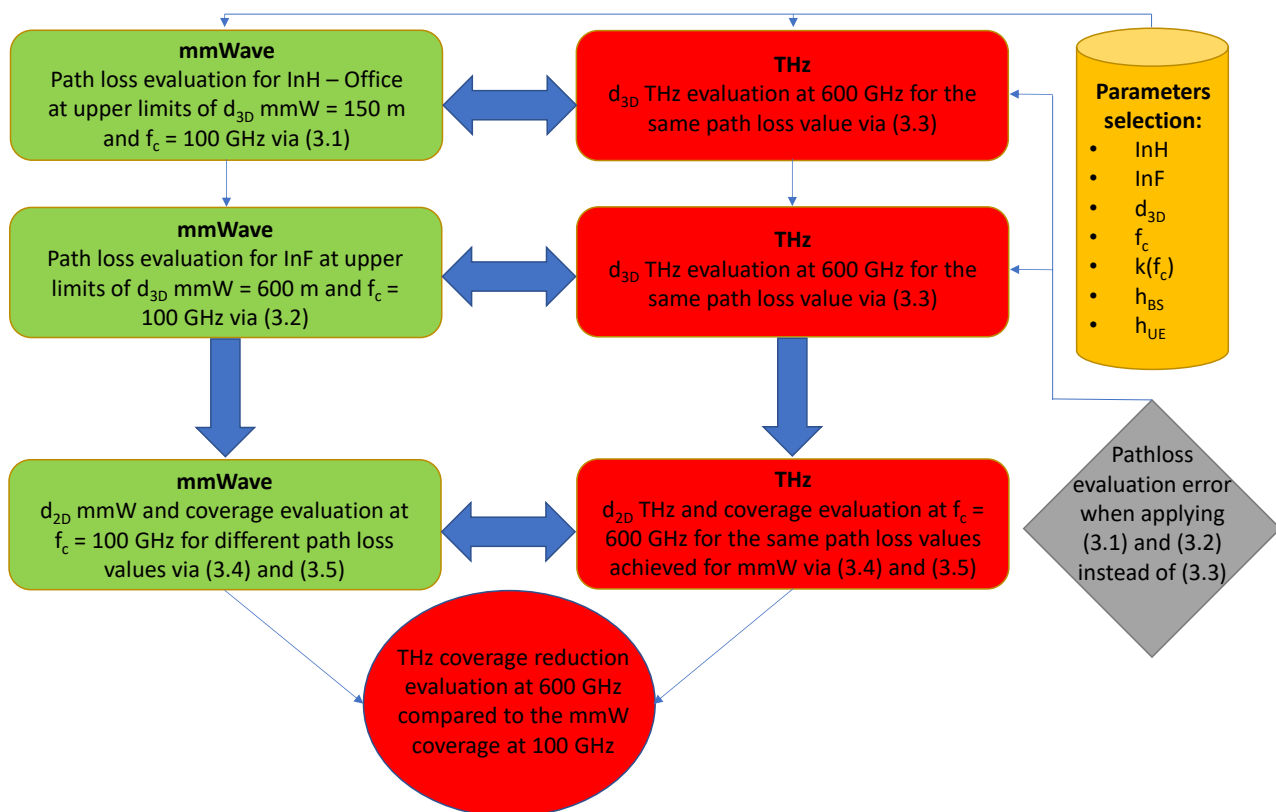 mmWave
Path loss evaluation for InH – Office
at upper limits of d3D mmW = 150 m
and fc = 100 GHz via (3.1)
THz
d3D THz evaluation at 600 GHz for the
same path loss value via (3.3)
Parameters
selection:
• InH
• InF
• d3D
• fc
• k(fc)
• hBS
• hUE
mmWave
Path loss evaluation for InF at upper
limits of d3D mmW = 600 m and fc =
100 GHz via (3.2)
THz
d3D THz evaluation at 600 GHz for the
same path loss value via (3.3)
mmWave
d2D mmW and coverage evaluation at
fc = 100 GHz for different path loss
values via (3.4) and (3.5)
THz
d2D THz and coverage evaluation at fc =
600 GHz for the same path loss values
achieved for mmW via (3.4) and (3.5)
Pathloss
evaluation error
when applying
(3.1) and (3.2)
instead of (3.3)
THz coverage reduction
evaluation at 600 GHz
compared to the mmW
coverage at 100 GHz